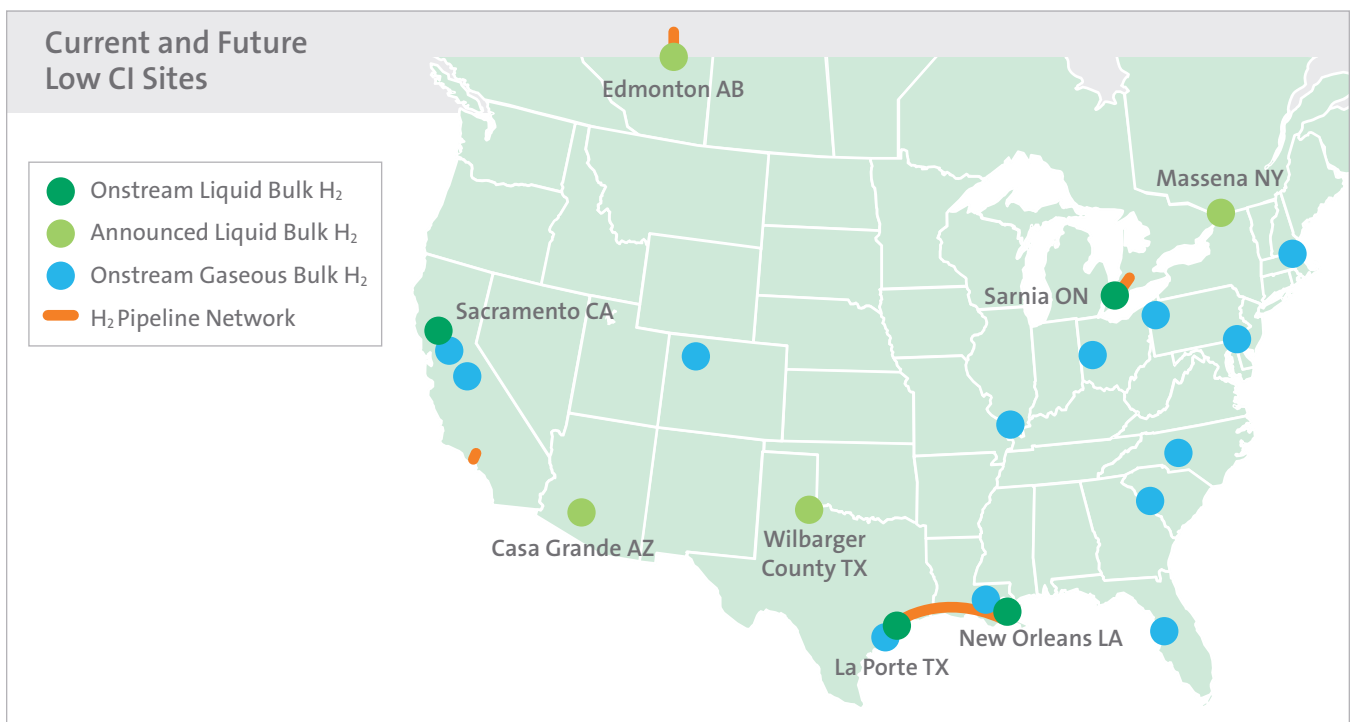 Current and Future
Low CI Sites
Onstream Liquid Bulk H₂
Announced Liquid Bulk H₂
Onstream Gaseous Bulk H₂
H₂ Pipeline Network
Edmonton AB
Massena NY
Sarnia ON
Sacramento CA
Casa Grande AZ
Wilbarger
County TX
New Orleans LA
La Porte TX